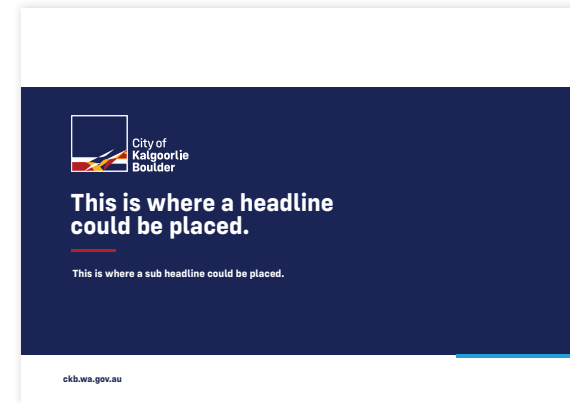 City of
Kalgoorlie
Boulder
This is where a headline
could be placed.
This is where a sub headline could be placed.
ckb.wa.gov.au